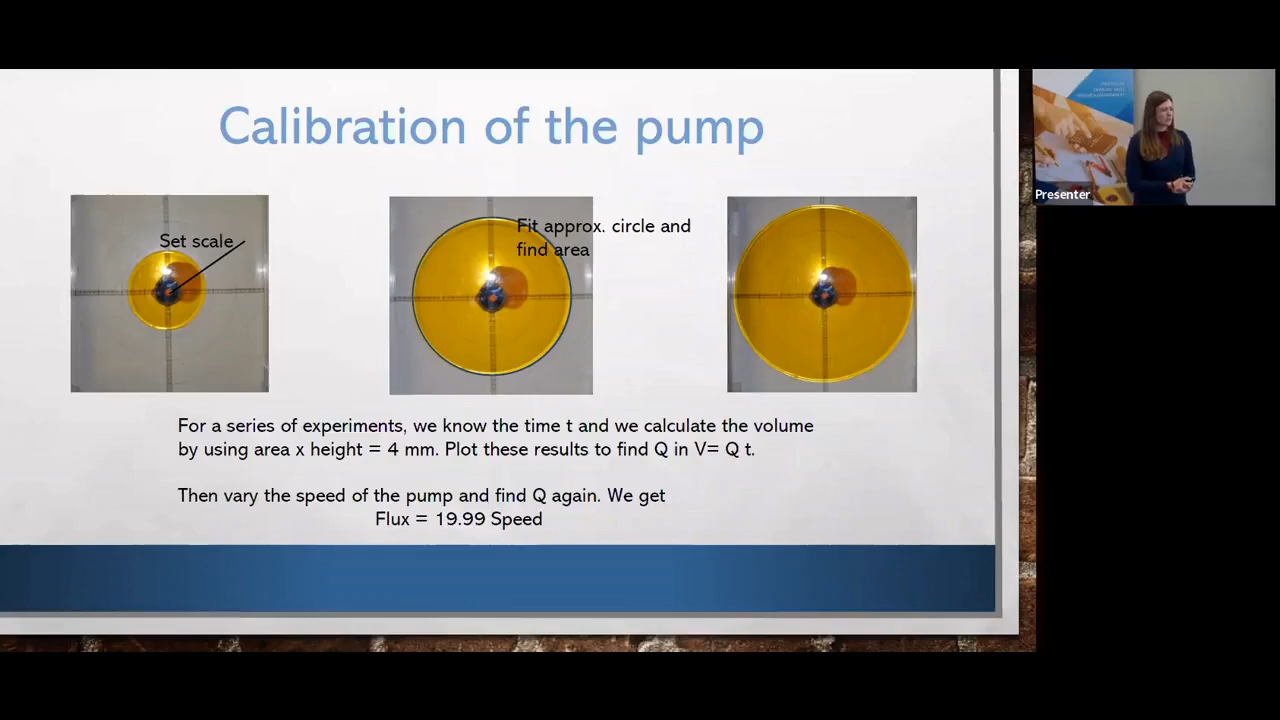 Calibration of the pump
Set scale
Fit approx. circle and
find area
For a series of experiments, we know the time t and we calculate the volume
by using area x height = 4 mm. Plot these results to find Q in V= Q t.
Then vary the speed of the pump and find Q again. We get
Flux = 19.99 Speed
Presenter